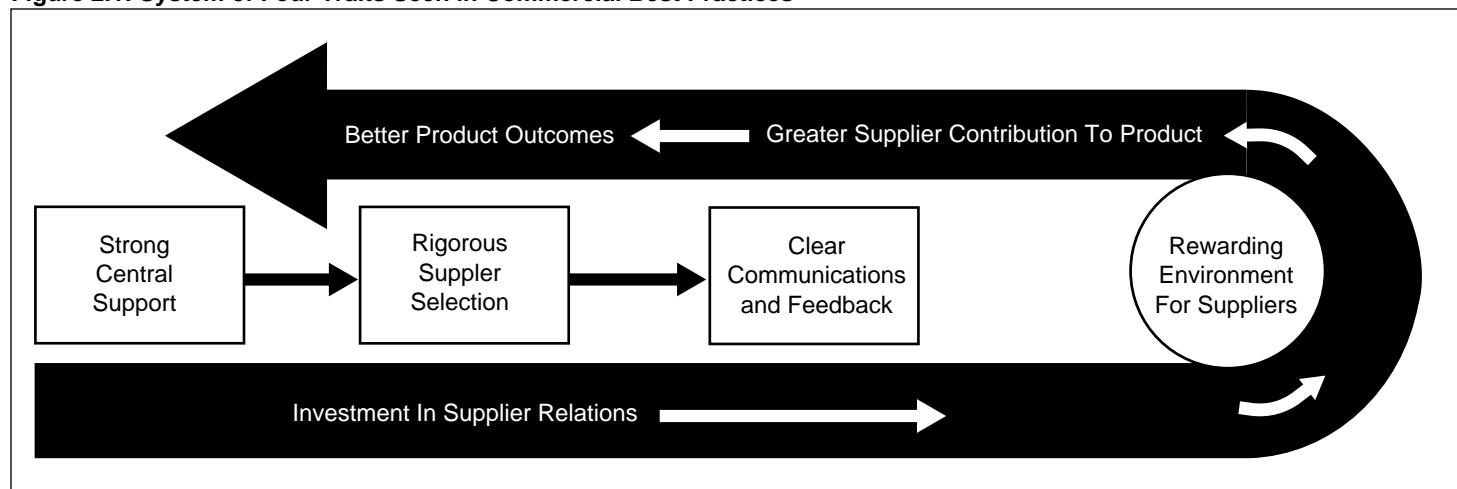 Figure 2.1: System of Four Traits Seen in Commercial Best Practices
Better Product Outcomes
Greater Supplier Contribution To Product
Strong
Central
Support
Rigorous
Suppler
Selection
Clear
Communications
and Feedback
Rewarding
Environment
For Suppliers
Investment In Supplier Relations